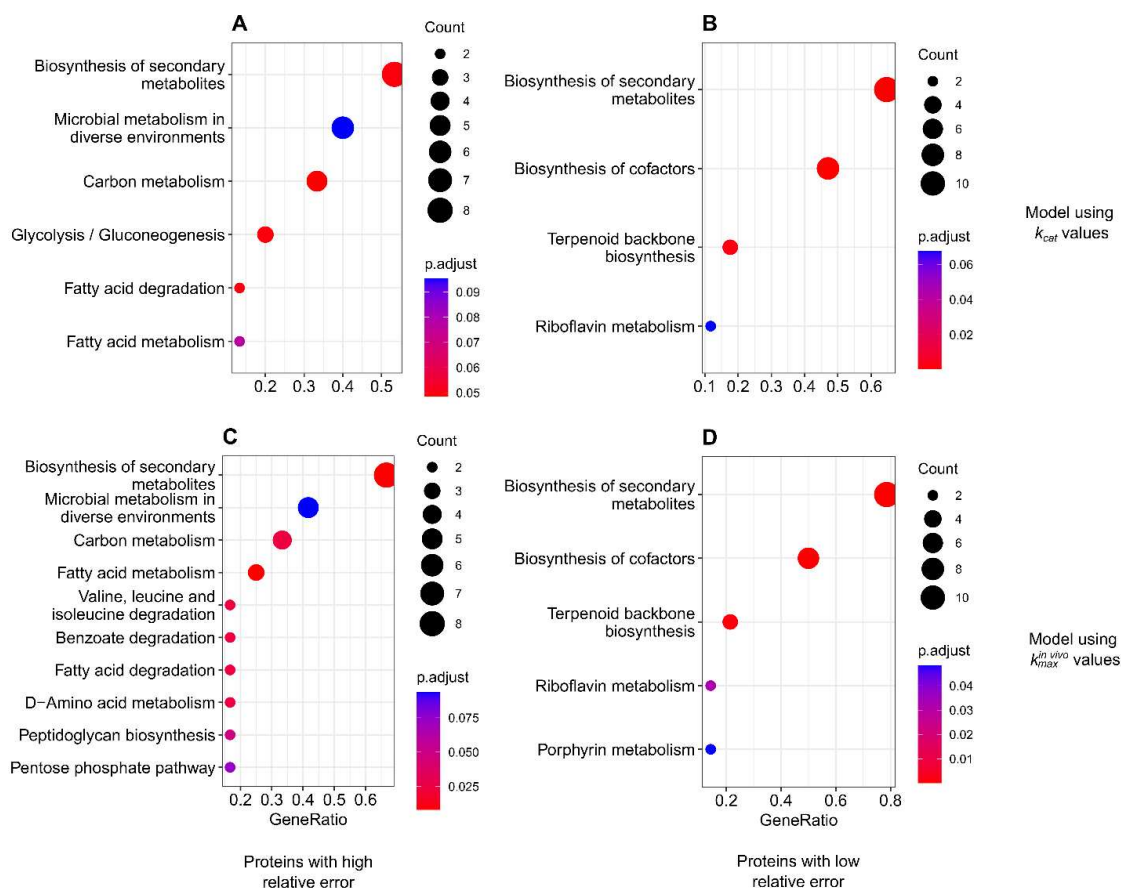 A
Biosynthesis of secondary
metabolites
Microbial metabolism in
diverse environments
Carbon metabolism
Glycolysis / Gluconeogenesis
Fatty acid degradation
Fatty acid metabolism
0.2 0.3 0.4 0.5
Count
2
3
4
5
6
7
8
p.adjust
0.09
0.08
0.07
0.06
0.05
B
Biosynthesis of secondary
metabolites
Biosynthesis of cofactors
Terpenoid backbone
biosynthesis
Riboflavin metabolism
0.1 0.2 0.3 0.4 0.5 0.6
Count
2
4
6
8
10
p.adjust
0.06
0.04
0.02
Model using
kcat values
C
Biosynthesis of secondary
metabolites
Microbial metabolism in
diverse environments
Carbon metabolism
Fatty acid metabolism
Valine, leucine and
isoleucine degradation
Benzoate degradation
Fatty acid degradation
D−Amino acid metabolism
Peptidoglycan biosynthesis
Pentose phosphate pathway
0.2 0.3 0.4 0.5 0.6
GeneRatio
Count
2
3
4
5
6
7
8
p.adjust
0.075
0.050
0.025
Proteins with high
relative error
D
Biosynthesis of secondary
metabolites
Biosynthesis of cofactors
Terpenoid backbone
biosynthesis
Riboflavin metabolism
Porphyrin metabolism
0.2 0.4 0.6 0.8
GeneRatio
Count
2
4
6
8
10
p.adjust
0.04
0.03
0.02
0.01
Proteins with low
relative error
Model using
k in vivo max values